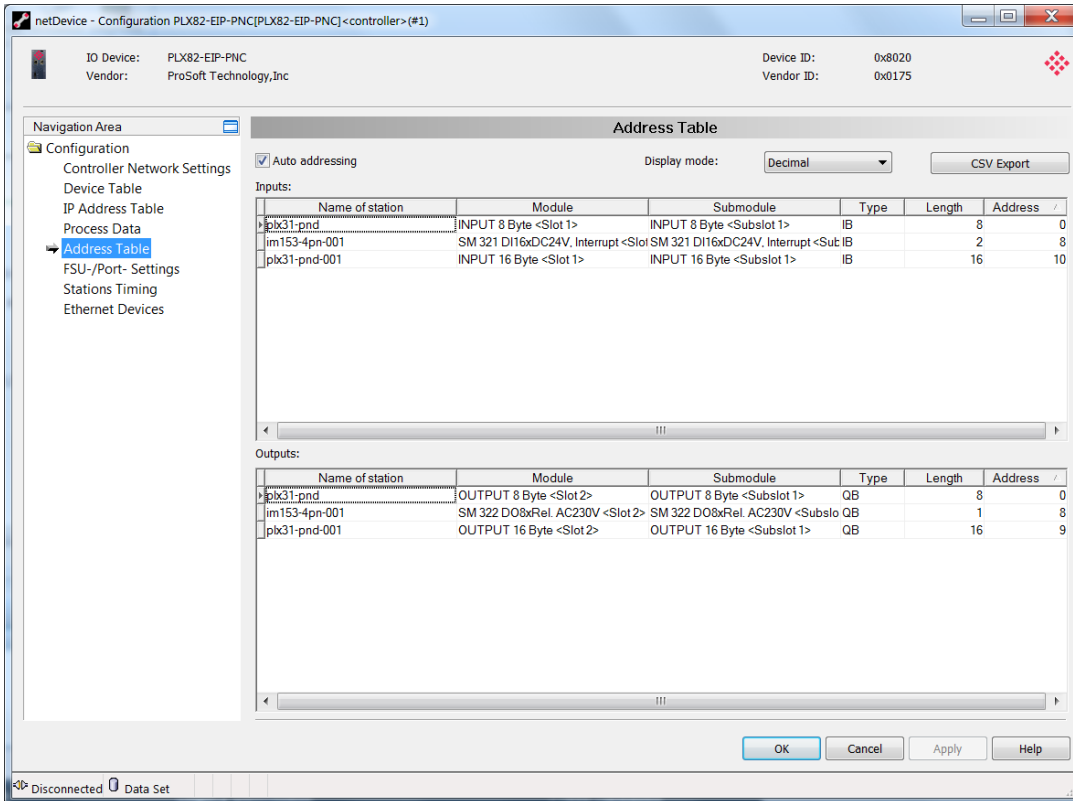 netDevice - Configuration PLX82-EIP-PNC[PLX82-EIP-PNC]<controller>(#1)
IO Device: PLX82-EIP-PNC Device ID: 0x8020
Vendor: ProSoft Technology,Inc Vendor ID: 0x0175
Navigation Area
Configuration
Controller Network Settings
Device Table
IP Address Table
Process Data
Address Table
FSU-/Port- Settings
Stations Timing
Ethernet Devices
Address Table
Auto addressing Display mode: Decimal CSV Export
Inputs:
Name of station Module Submodule Type Length Address
plx31-pnd INPUT 8 Byte <Slot 1> INPUT 8 Byte <Subslot 1> IB 8 0
im153-4pn-001 SM 321 DI16xDC24V, Interrupt <Slot SM 321 DI16xDC24V, Interrupt <Sub IB 2 8
plx31-pnd-001 INPUT 16 Byte <Slot 1> INPUT 16 Byte <Subslot 1> IB 16 10
Outputs:
Name of station Module Submodule Type Length Address
plx31-pnd OUTPUT 8 Byte <Slot 2> OUTPUT 8 Byte <Subslot 1> QB 8 0
im153-4pn-001 SM 322 DO8xRel. AC230V <Slot 2> SM 322 DO8xRel. AC230V <Subslo QB 1 8
plx31-pnd-001 OUTPUT 16 Byte <Slot 2> OUTPUT 16 Byte <Subslot 1> QB 16 9
OK Cancel Apply Help
Disconnected Data Set